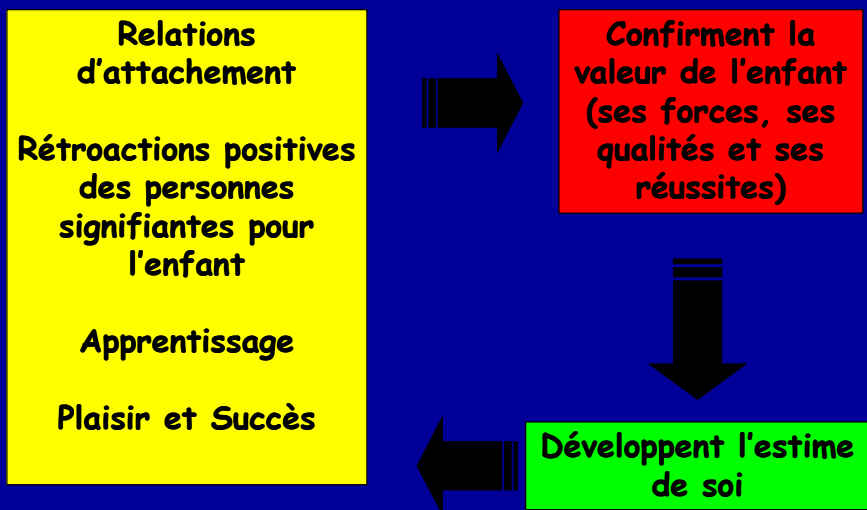 Relations
d'attachement
Rétroactions positives
des personnes
signifiantes pour
l'enfant
Apprentissage
Plaisir et Succès
Confirment la
valeur de l'enfant
(ses forces, ses
qualités et ses
réussites)
Développent l'estime
de soi